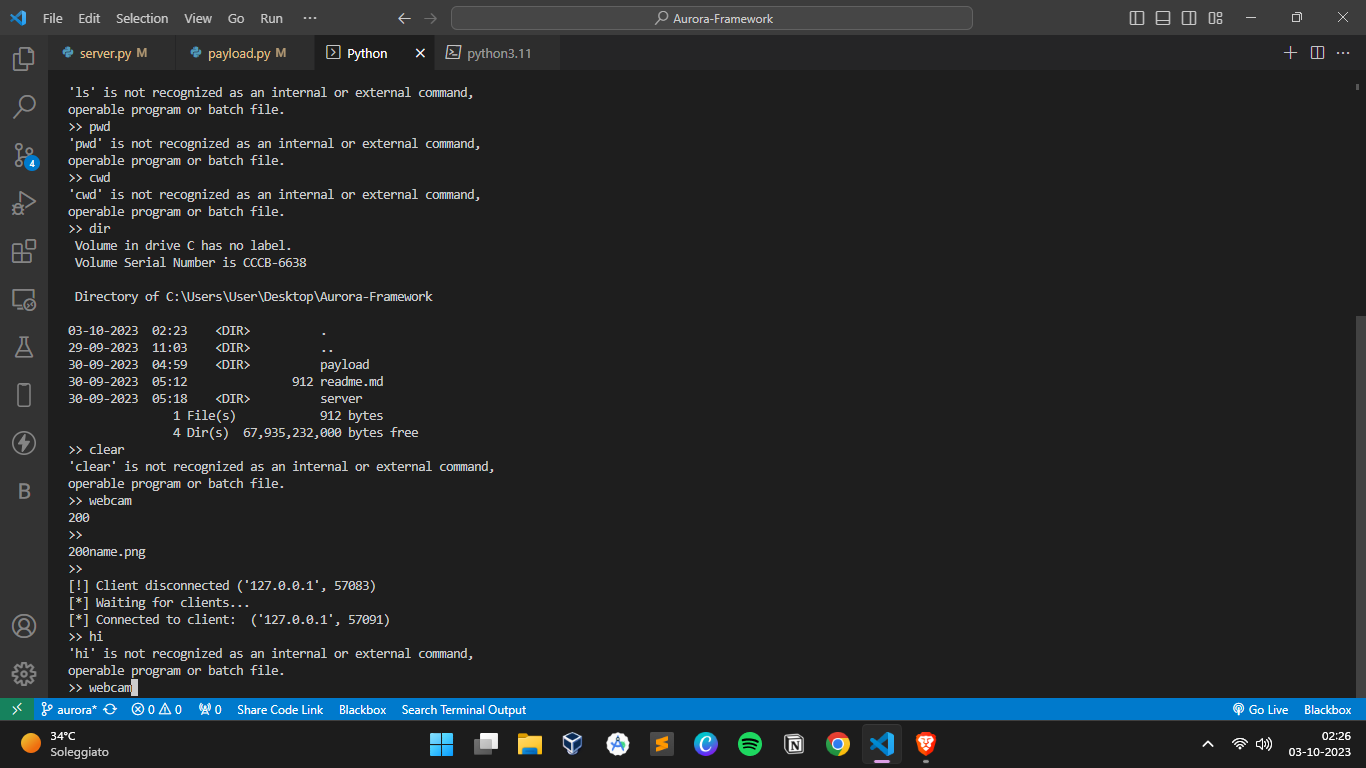 File Edit Selection View Go Run ··· Aurora-Framework
server.py M payload.py M Python python3.11
'ls' is not recognized as an internal or external command,
operable program or batch file.
>> pwd
'pwd' is not recognized as an internal or external command,
operable program or batch file.
>> cwd
'cwd' is not recognized as an internal or external command,
operable program or batch file.
>> dir
Volume in drive C has no label.
Volume Serial Number is CCCB-6638
Directory of C:\Users\User\Desktop\Aurora-Framework
03-10-2023 02:23 <DIR> .
29-09-2023 11:03 <DIR> ..
30-09-2023 04:59 <DIR> payload
30-09-2023 05:12 912 readme.md
30-09-2023 05:18 <DIR> server
1 File(s) 912 bytes
4 Dir(s) 67,935,232,000 bytes free
>> clear
'clear' is not recognized as an internal or external command,
operable program or batch file.
>> webcam
200
>>
200name.png
>>
[!] Client disconnected ('127.0.0.1', 57083)
[*] Waiting for clients...
[*] Connected to client: ('127.0.0.1', 57091)
>> hi
'hi' is not recognized as an internal or external command,
operable program or batch file.
>> webcam
4
B
aurora* 0 0 0 Share Code Link Blackbox Search Terminal Output Go Live Blackbox
34°C
Soleggiato
02:26
03-10-2023